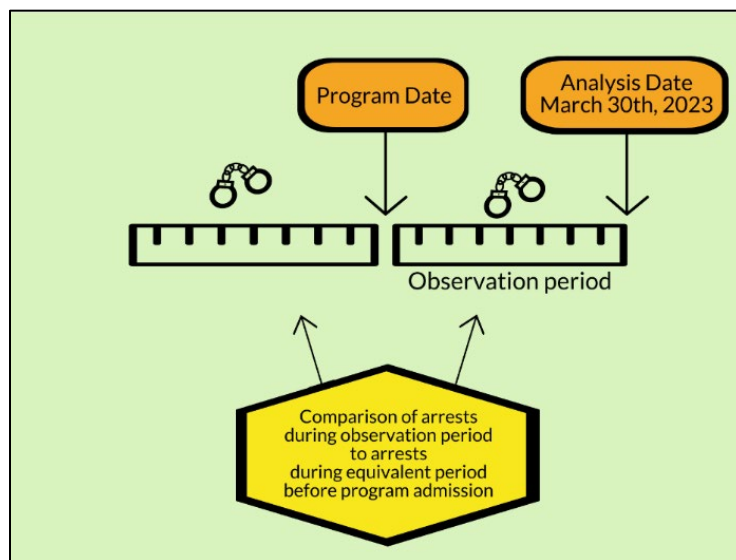 Program Date
Analysis Date
March 30th, 2023
Observation period
Comparison of arrests
during observation period
to arrests
during equivalent period
before program admission